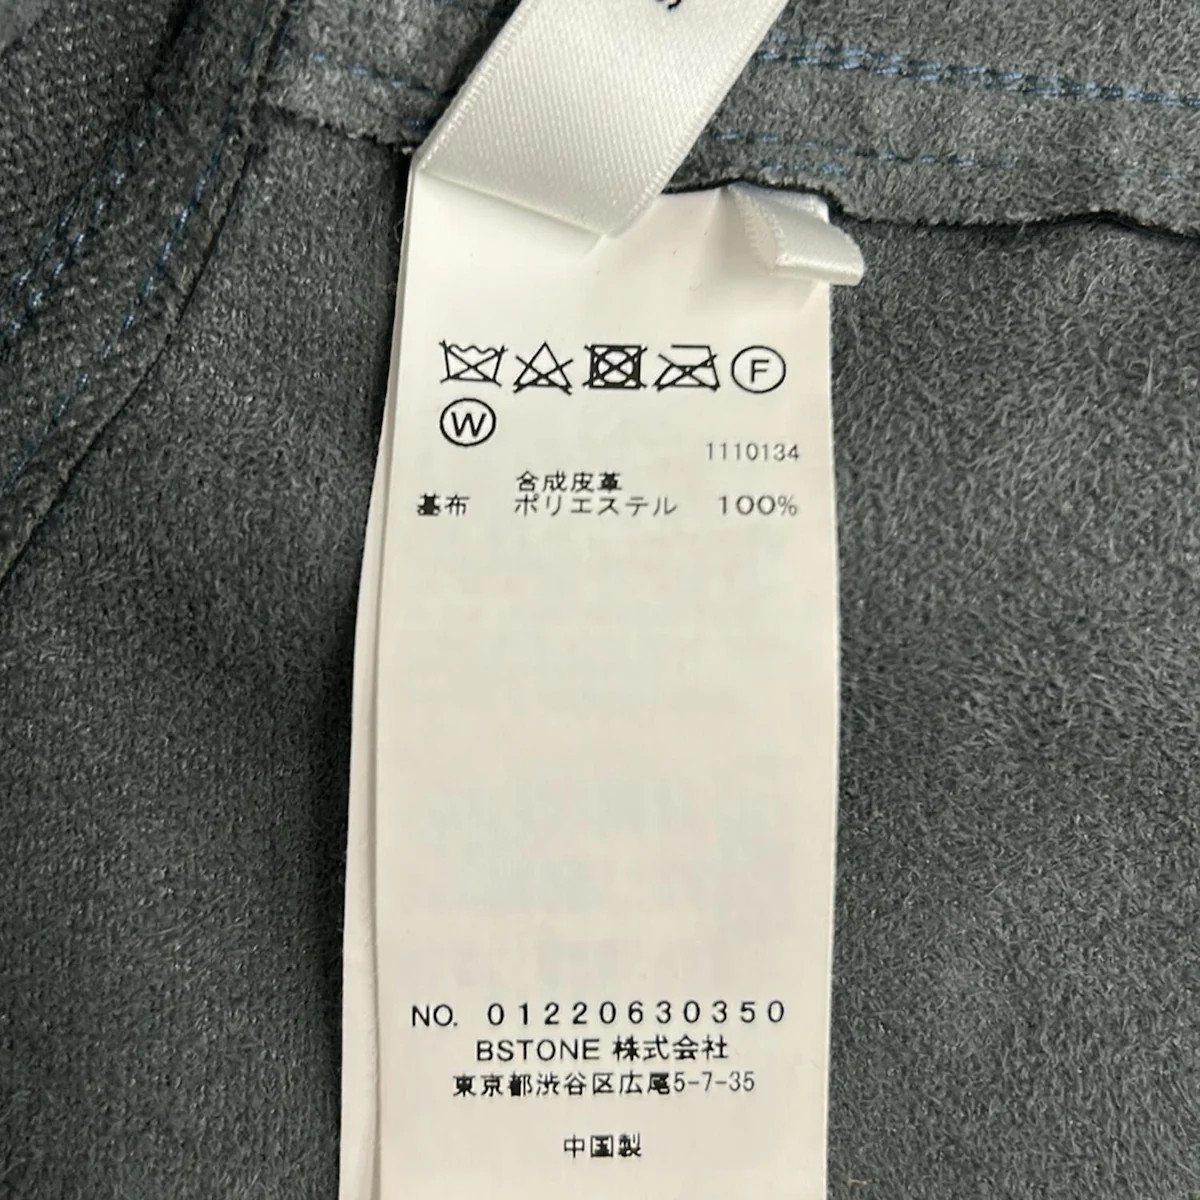 F
W
1110134
合成皮革
基布 ポリエステル 100%
NO. 01220630350
BSTONE 株式会社
東京都渋谷区広尾5-7-35
中国製